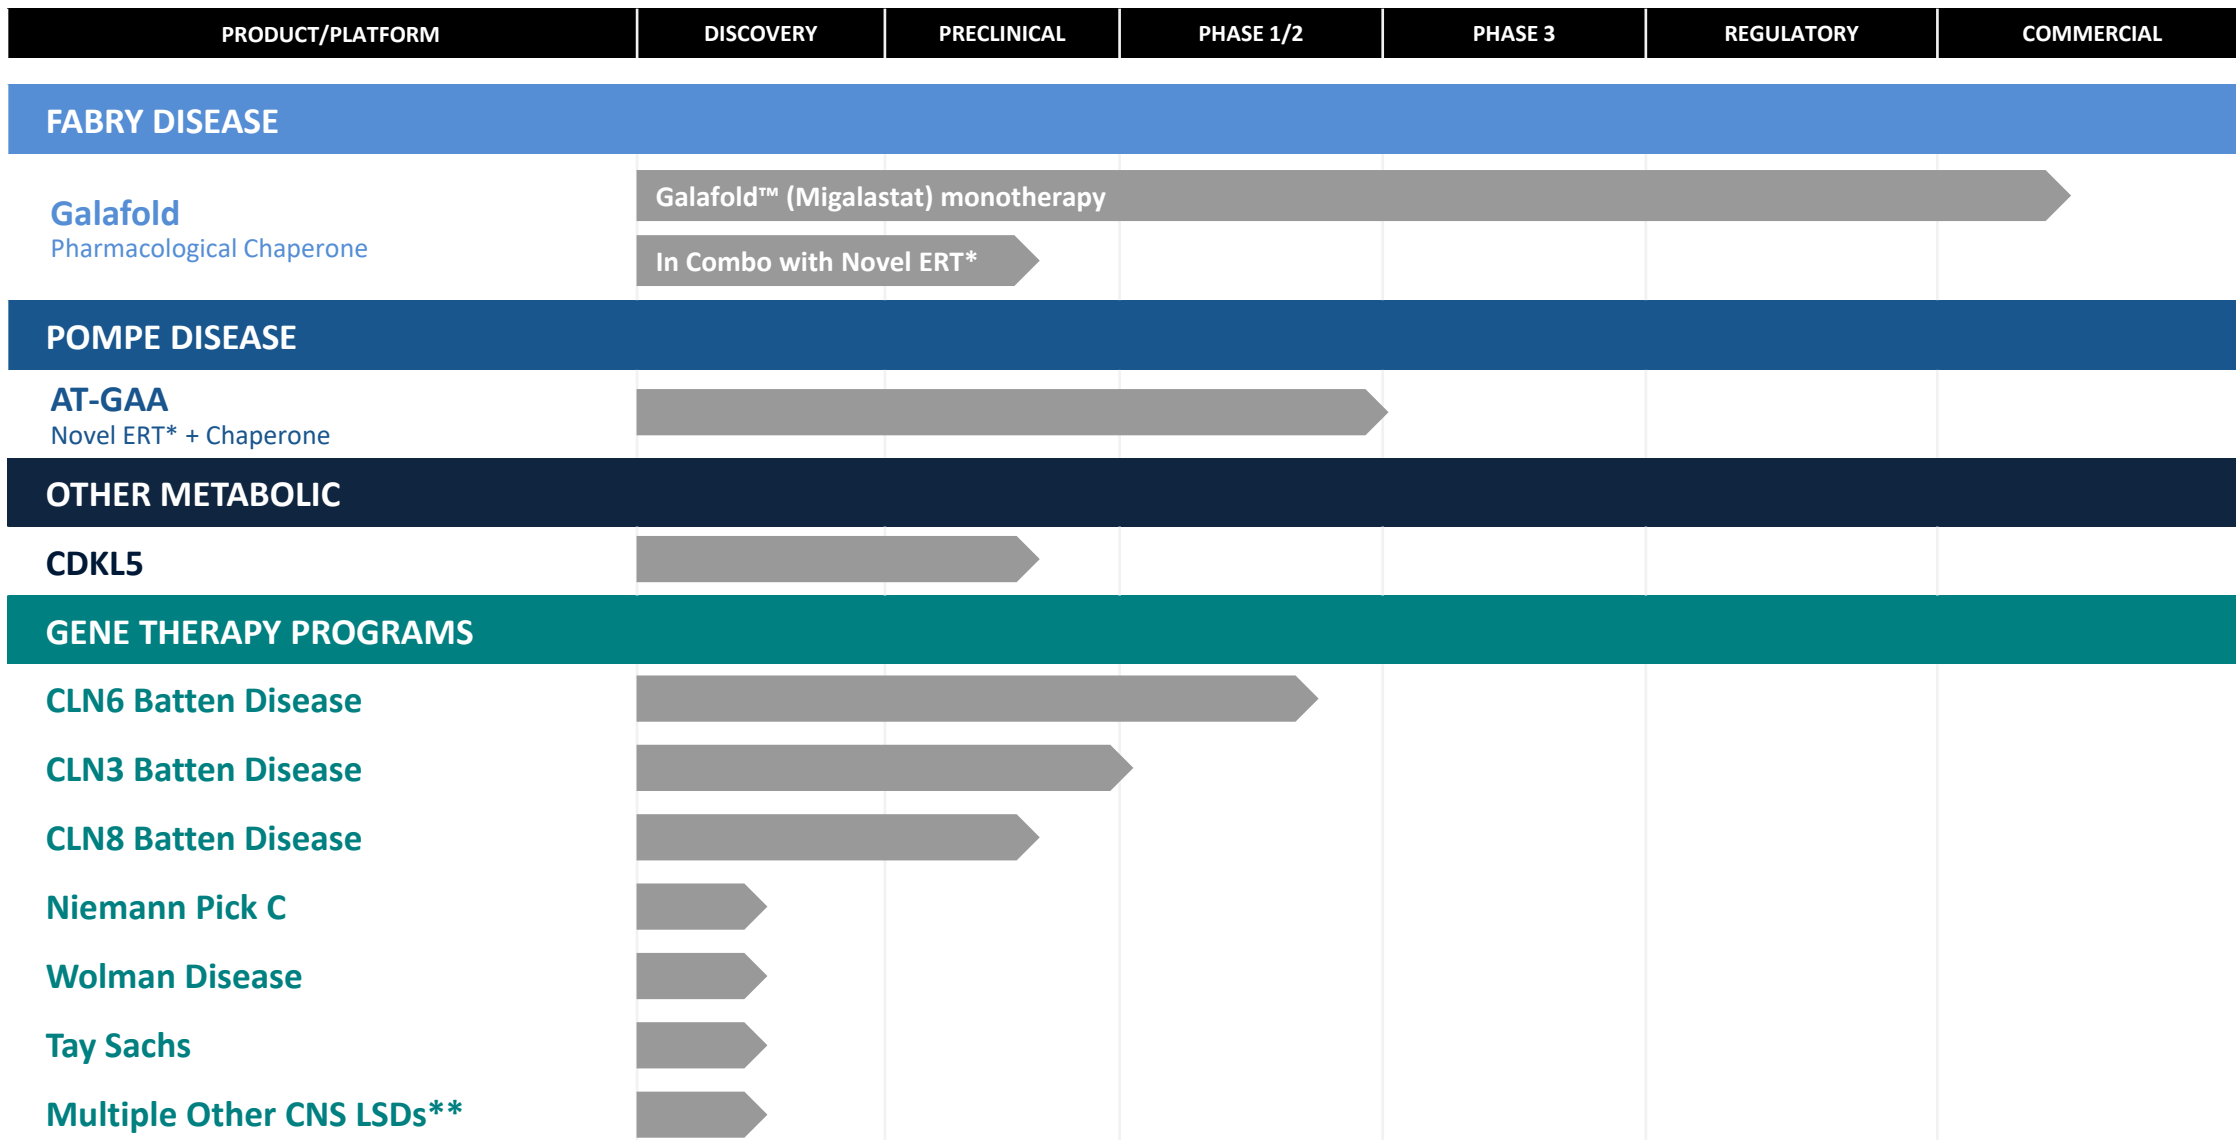 PRODUCT/PLATFORM DISCOVERY PRECLINICAL PHASE 1/2 PHASE 3 REGULATORY COMMERCIAL
FABRY DISEASE
Galafold
Pharmacological Chaperone
Galafold™ (Migalastat) monotherapy
In Combo with Novel ERT*
POMPE DISEASE
AT-GAA
Novel ERT* + Chaperone
OTHER METABOLIC
CDKL5
GENE THERAPY PROGRAMS
CLN6 Batten Disease
CLN3 Batten Disease
CLN8 Batten Disease
Niemann Pick C
Wolman Disease
Tay Sachs
Multiple Other CNS LSDs**